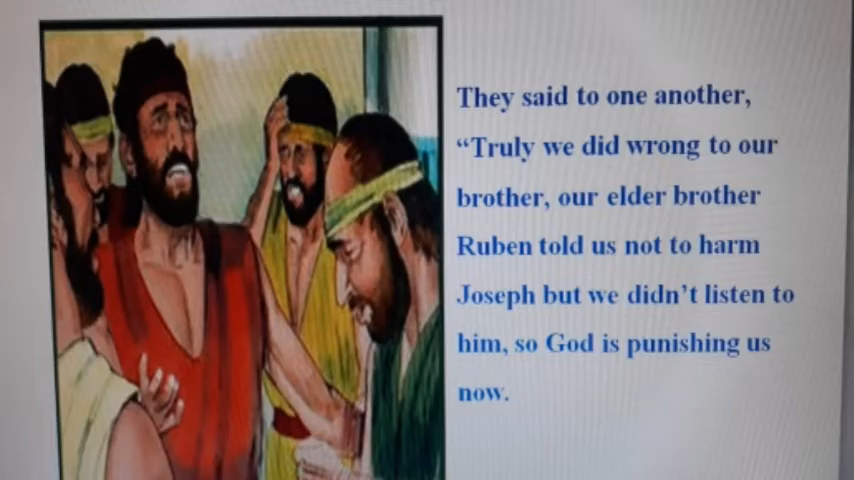 They said to one another,
“Truly we did wrong to our
brother, our elder brother
Ruben told us not to harm
Joseph but we didn’t listen to
him, so God is punishing us
now.